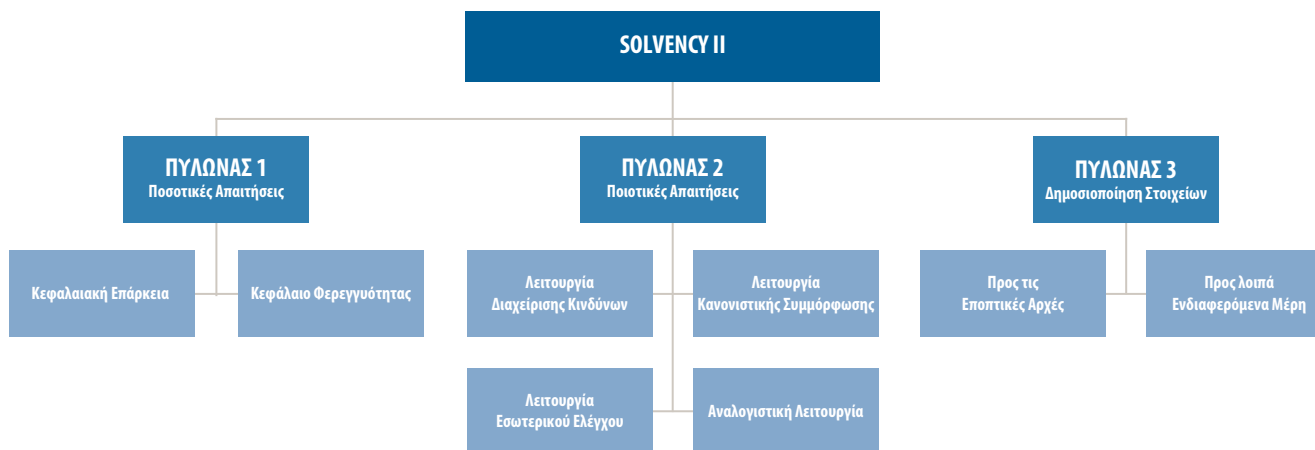 SOLVENCY II
ΠΥΛΩΝΑΣ 1
Ποσοτικές Απαιτήσεις
ΠΥΛΩΝΑΣ 2
Ποιοτικές Απαιτήσεις
ΠΥΛΩΝΑΣ 3
Δημοσιοποίηση Στοιχείων
Κεφαλαιακή Επάρκεια
Κεφάλαιο Φερεγγυότητας
Λειτουργία
Διαχείρισης Κινδύνων
Λειτουργία
Κανονιστικής Συμμόρφωσης
Προς τις
Εποπτικές Αρχές
Προς λοιπά
Ενδιαφερόμενα Μέρη
Λειτουργία
Εσωτερικού Ελέγχου
Αναλογιστική Λειτουργία